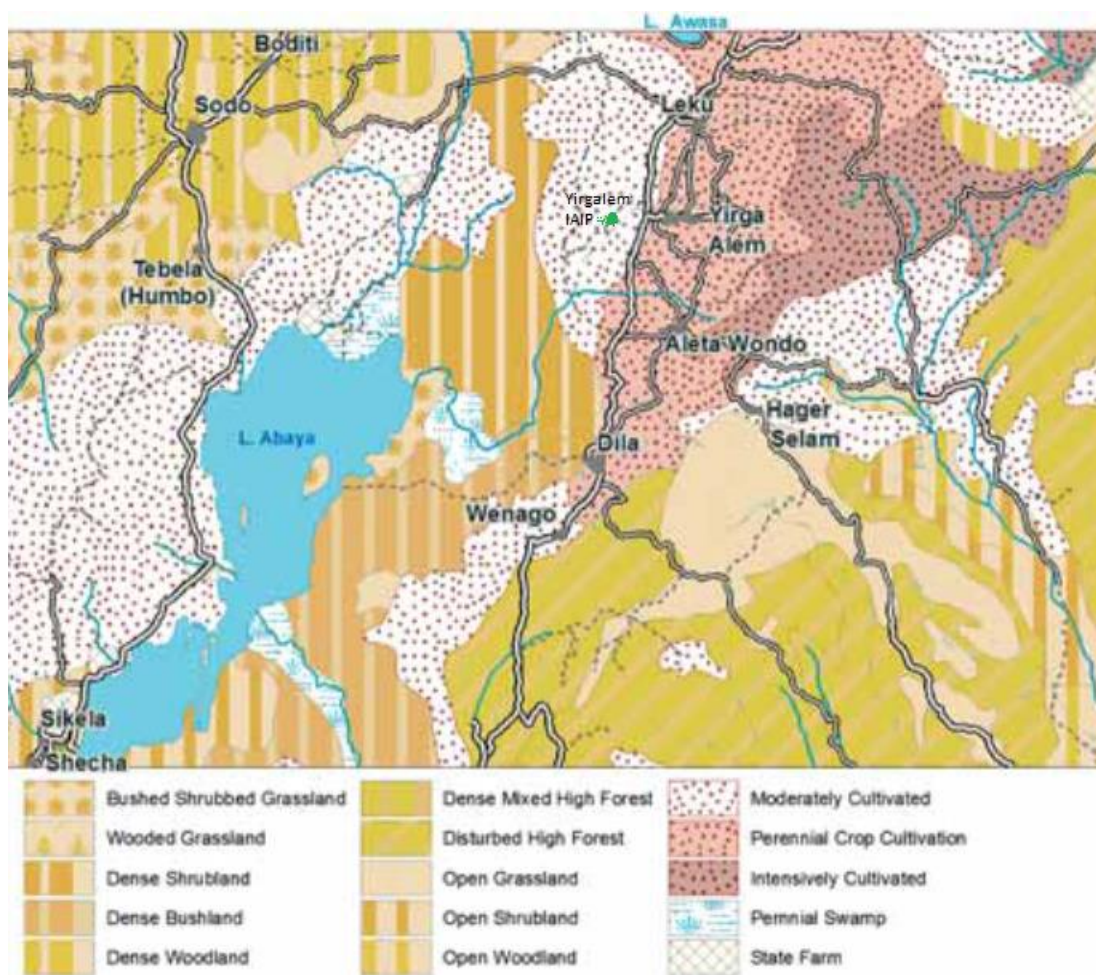 L. Awasa
Boditi
Sodo
Leku
Yirgalem
IAIP
Yirga
Alem
Tebela
(Humbo)
Aleta Wondo
L. Abaya
Hager
Selam
Dila
Wenago
Sikela
Shecha
Bushed Shrubbed Grassland
Wooded Grassland
Dense Shrubland
Dense Bushland
Dense Woodland
Dense Mixed High Forest
Disturbed High Forest
Open Grassland
Open Shrubland
Open Woodland
Moderately Cultivated
Perennial Crop Cultivation
Intensively Cultivated
Pernnial Swamp
State Farm